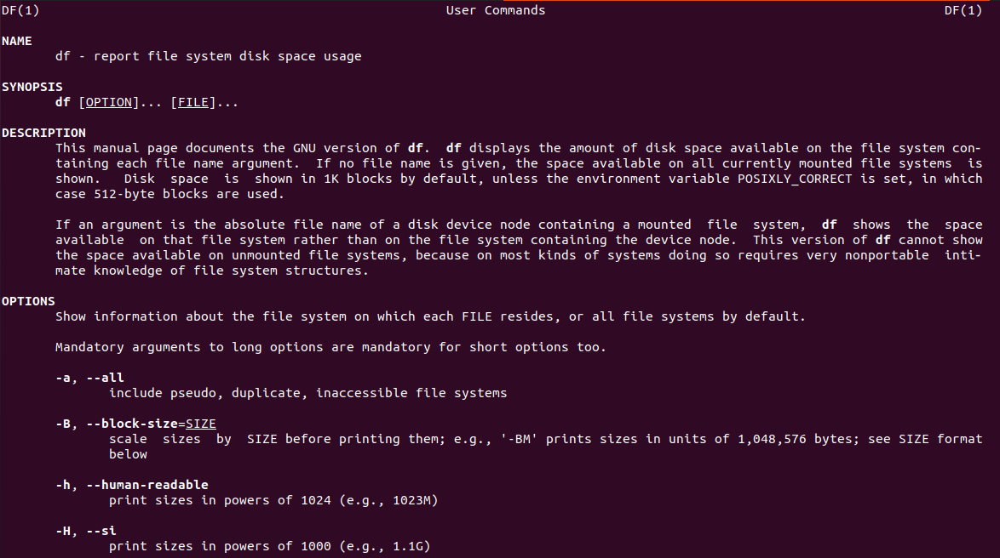 DF(1) User Commands DF(1)
NAME
df - report file system disk space usage
SYNOPSIS
df [OPTION]... [FILE]...
DESCRIPTION
This manual page documents the GNU version of df.  df displays the amount of disk space available on the file system con-
taining each file name argument.  If no file name is given, the space available on all currently mounted file systems  is
shown.   Disk  space  is  shown in 1K blocks by default, unless the environment variable POSIXLY_CORRECT is set, in which
case 512-byte blocks are used.
If an argument is the absolute file name of a disk device node containing a mounted  file  system,  df  shows  the  space
available  on that file system rather than on the file system containing the device node.  This version of df cannot show
the space available on unmounted file systems, because on most kinds of systems doing so requires very nonportable  inti-
mate knowledge of file system structures.
OPTIONS
Show information about the file system on which each FILE resides, or all file systems by default.
Mandatory arguments to long options are mandatory for short options too.
-a, --all
include pseudo, duplicate, inaccessible file systems
-B, --block-size=SIZE
scale  sizes  by  SIZE before printing them; e.g., '-BM' prints sizes in units of 1,048,576 bytes; see SIZE format
below
-h, --human-readable
print sizes in powers of 1024 (e.g., 1023M)
-H, --si
print sizes in powers of 1000 (e.g., 1.1G)